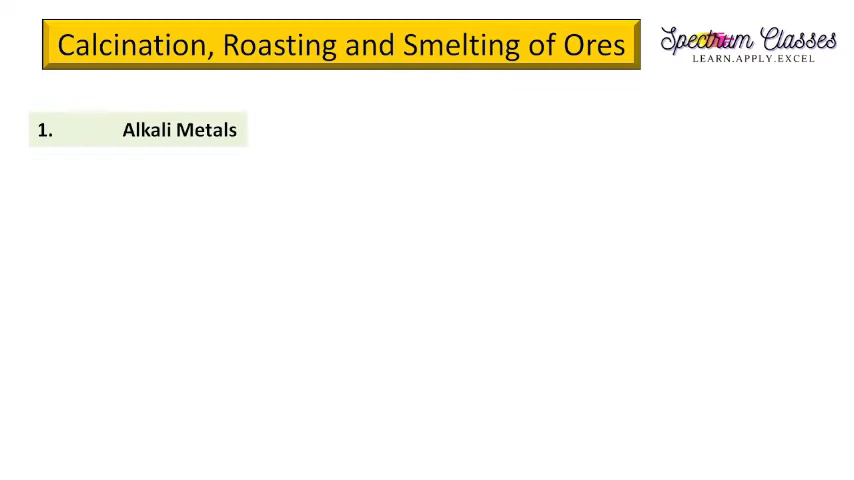 Calcination, Roasting and Smelting of Ores
Spectrum Classes
LEARN.APPLY.EXCEL
1. Alkali Metals